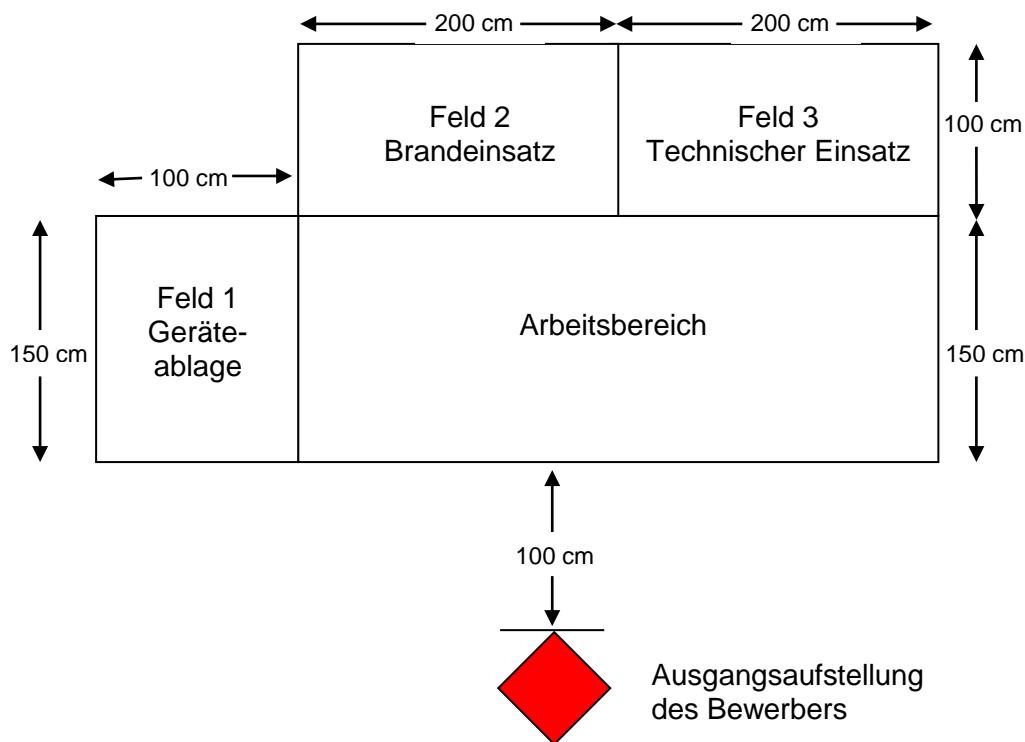 200 cm
200 cm
Feld 2
Brandeinsatz
Feld 3
Technischer Einsatz
100 cm
100 cm
Feld 1
Geräte-
ablage
Arbeitsbereich
150 cm
150 cm
100 cm
Ausgangsaufstellung
des Bewerbers